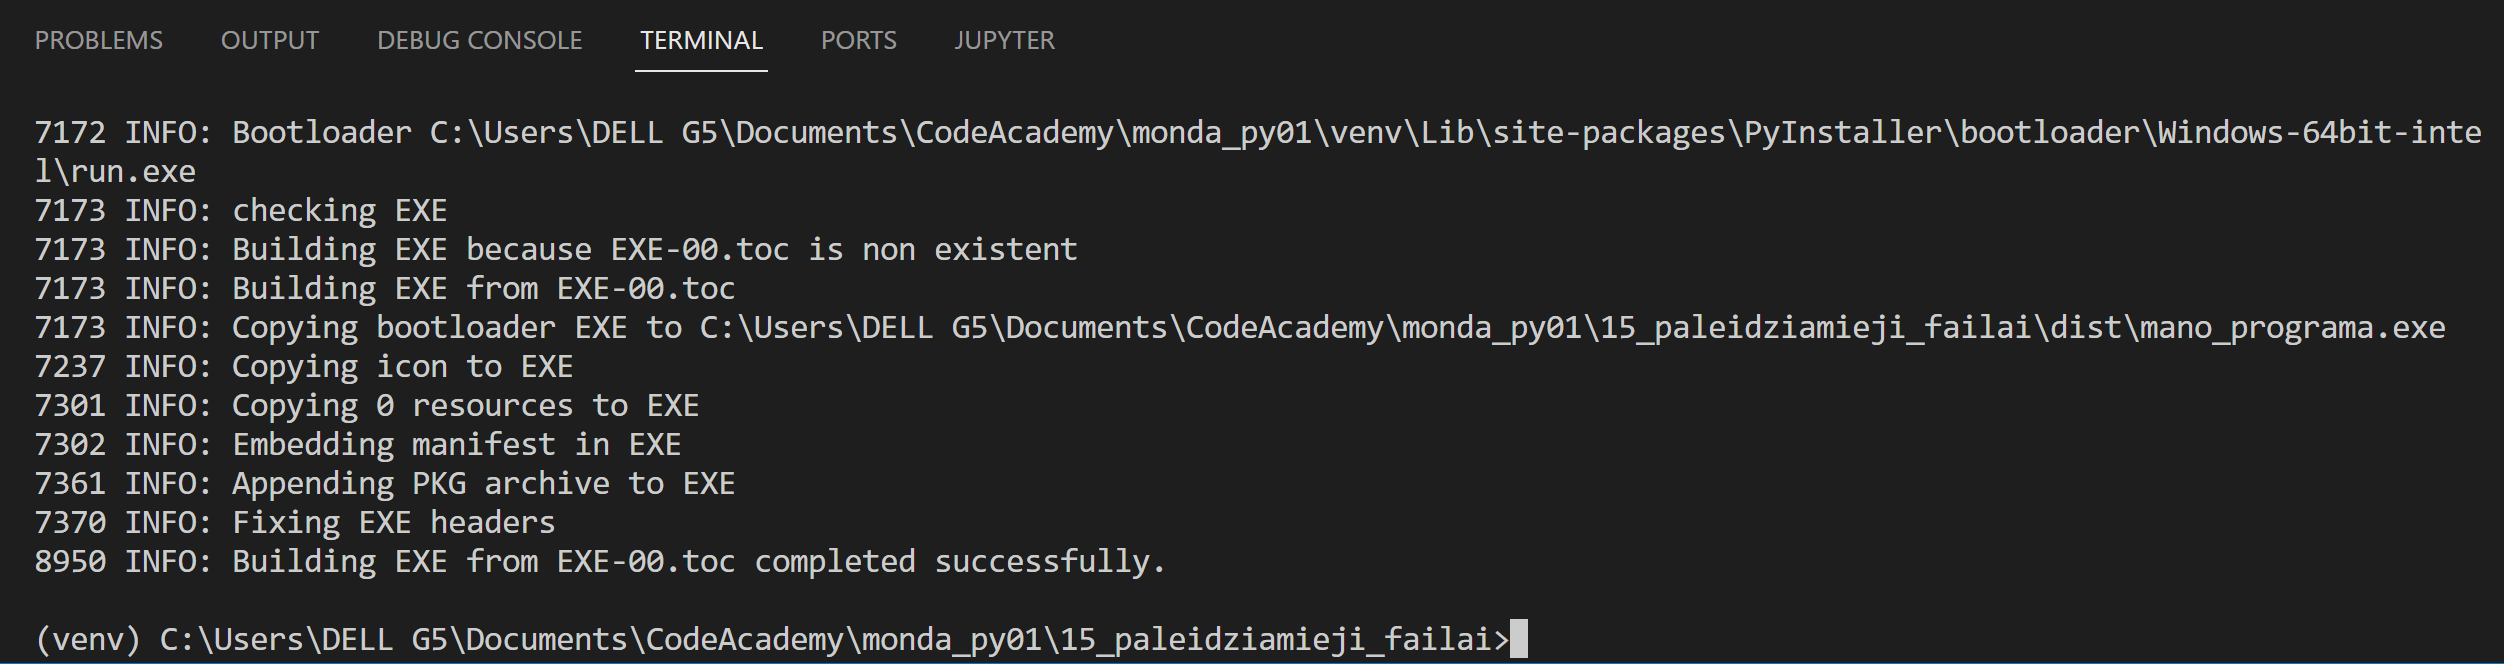 PROBLEMS OUTPUT DEBUG CONSOLE TERMINAL PORTS JUPYTER
7172 INFO: Bootloader C:\Users\DELL G5\Documents\CodeAcademy\monda_py01\venv\Lib\site-packages\PyInstaller\bootloader\Windows-64bit-inte
l\run.exe
7173 INFO: checking EXE
7173 INFO: Building EXE because EXE-00.toc is non existent
7173 INFO: Building EXE from EXE-00.toc
7173 INFO: Copying bootloader EXE to C:\Users\DELL G5\Documents\CodeAcademy\monda_py01\15_paleidziamieji_failai\dist\mano_programa.exe
7237 INFO: Copying icon to EXE
7301 INFO: Copying 0 resources to EXE
7302 INFO: Embedding manifest in EXE
7361 INFO: Appending PKG archive to EXE
7370 INFO: Fixing EXE headers
8950 INFO: Building EXE from EXE-00.toc completed successfully.
(venv) C:\Users\DELL G5\Documents\CodeAcademy\monda_py01\15_paleidziamieji_failai>